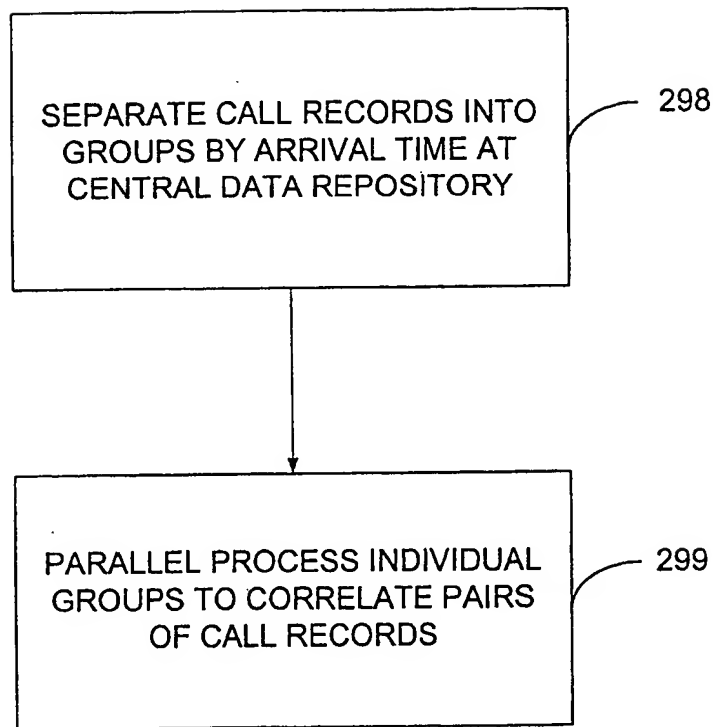 SEPARATE CALL RECORDS INTO
GROUPS BY ARRIVAL TIME AT
CENTRAL DATA REPOSITORY
298
PARALLEL PROCESS INDIVIDUAL
GROUPS TO CORRELATE PAIRS
OF CALL RECORDS
299